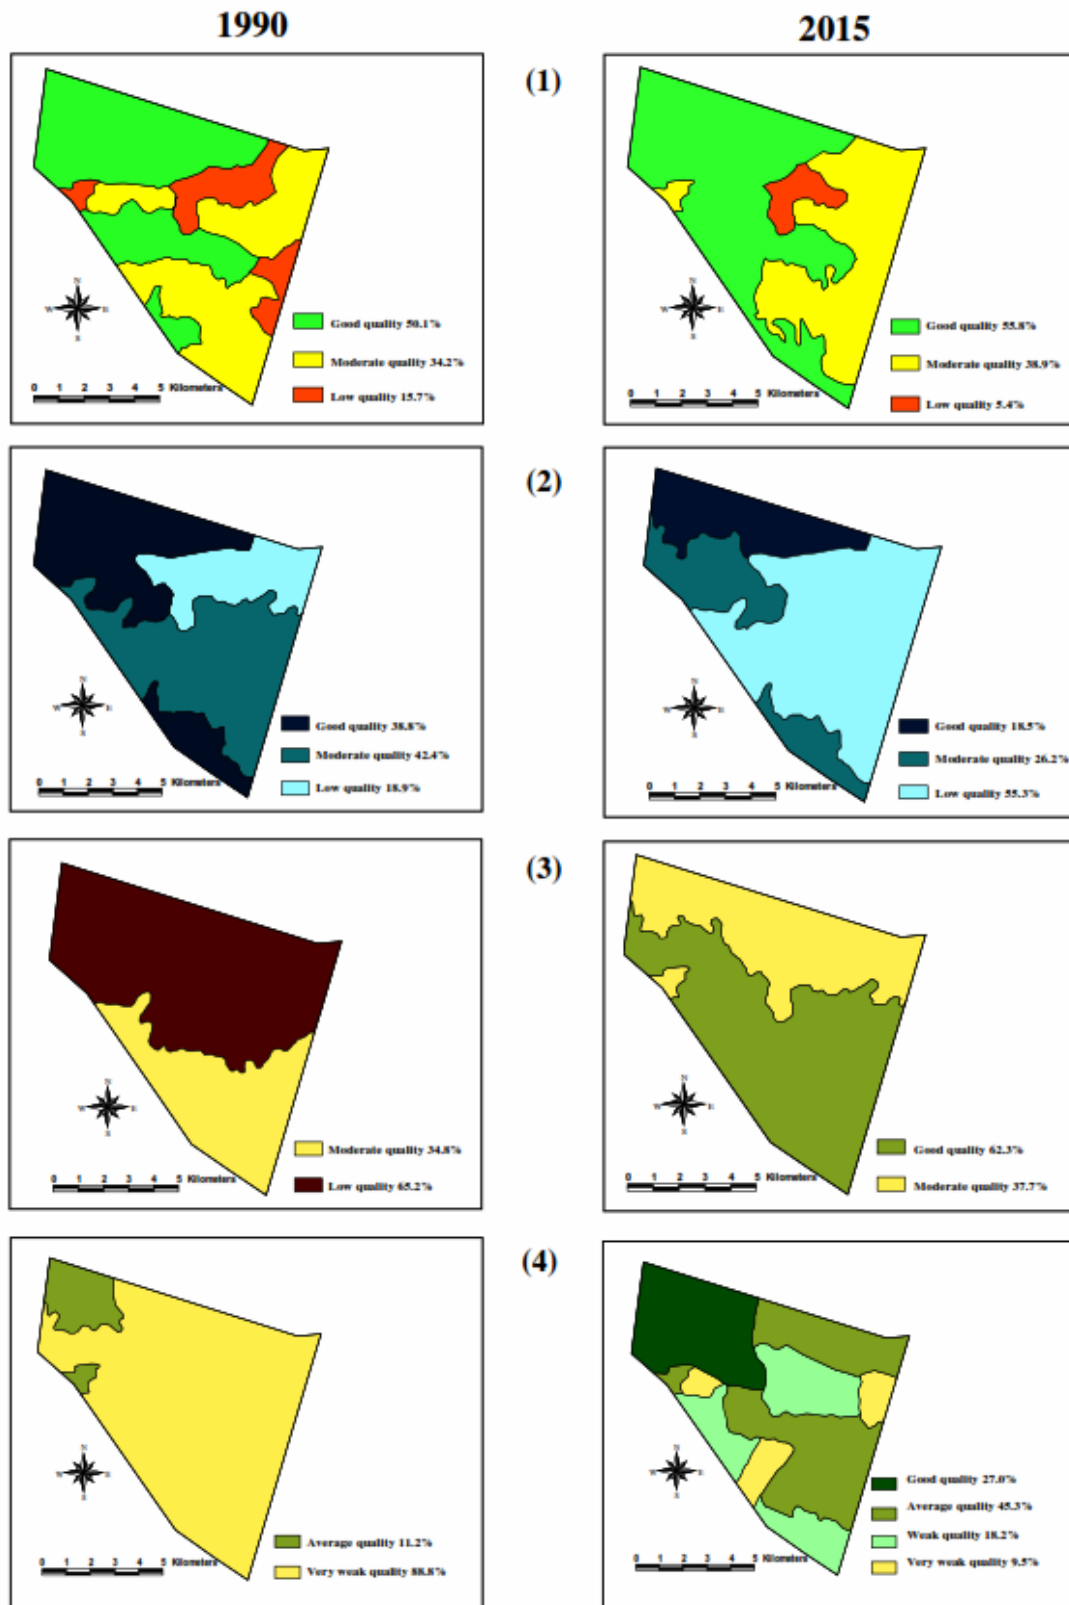 1990
2015
(1)
N
W E
S
Good quality 50.1%
Moderate quality 34.2%
Low quality 15.7%
0 1 2 3 4 5 Kilometers
N
W E
S
Good quality 55.8%
Moderate quality 38.9%
Low quality 5.4%
0 1 2 3 4 5 Kilometers
(2)
N
W E
S
Good quality 38.8%
Moderate quality 42.4%
Low quality 18.9%
0 1 2 3 4 5 Kilometers
N
W E
S
Good quality 18.5%
Moderate quality 26.2%
Low quality 55.3%
0 1 2 3 4 5 Kilometers
(3)
N
W E
S
Moderate quality 34.8%
Low quality 65.2%
0 1 2 3 4 5 Kilometers
N
W E
S
Good quality 62.3%
Moderate quality 37.7%
0 1 2 3 4 5 Kilometers
(4)
N
W E
S
Average quality 11.2%
Very weak quality 88.8%
0 1 2 3 4 5 Kilometers
N
W E
S
Good quality 27.0%
Average quality 45.3%
Weak quality 18.2%
Very weak quality 9.5%
0 1 2 3 4 5 Kilometers